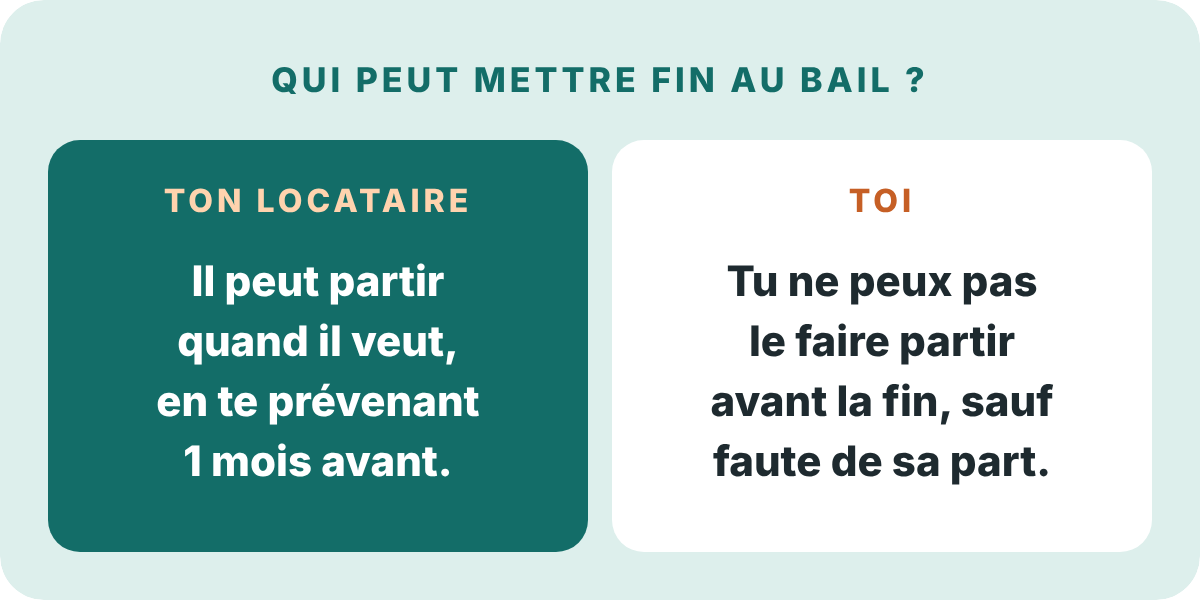 QUI PEUT METTRE FIN AU BAIL ?
TON LOCATAIRE
Il peut partir
quand il veut,
en te prévenant
1 mois avant.
TOI
Tu ne peux pas
le faire partir
avant la fin, sauf
faute de sa part.